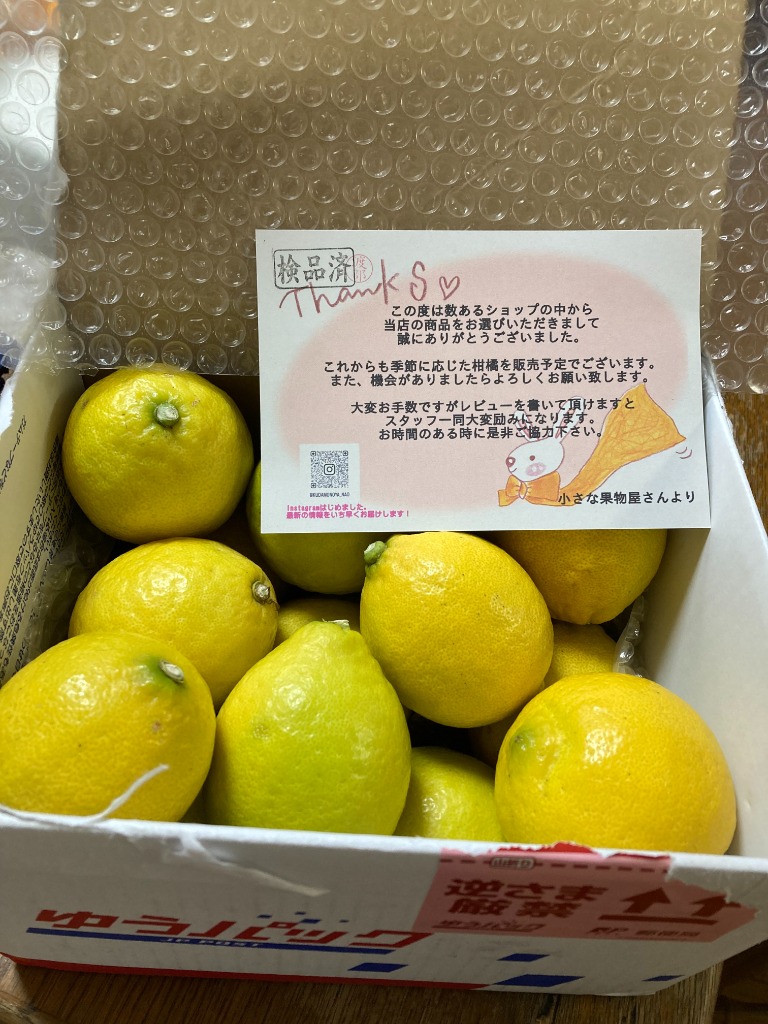 検品済
Thanks
この度は数あるショップの中から
当店の商品をお選びいただきまして
誠にありがとうございました。
これからも季節に応じた柑橘を販売予定でございます。
また、機会がありましたらよろしくお願い致します。
大変お手数ですがレビューを書いて頂けますと
スタッフ一同大変励みになります。
お時間のある時に是非ご協力下さい。
小さな果物屋さんより
Instagramはじめました。
最新の情報をいち早くお届けします！
逆さま
厳禁
ゆうパック
ゆうパック
JP POST